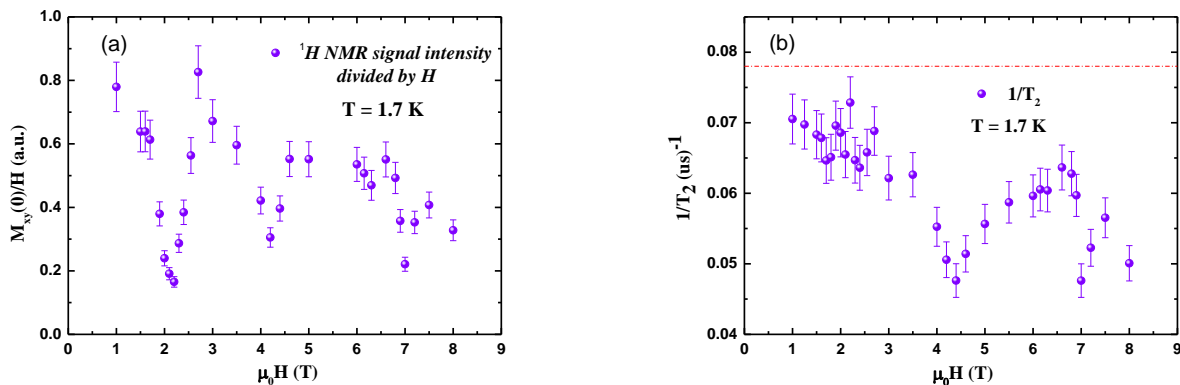 (a)
¹H NMR signal intensity
divided by H
T = 1.7 K
M_xy(0)/H (a.u.)
1.0
0.8
0.6
0.4
0.2
0.0
0 1 2 3 4 5 6 7 8 9
μ₀H (T)
(b)
1/T₂
T = 1.7 K
1/T₂ (us)⁻¹
0.08
0.07
0.06
0.05
0.04
0 1 2 3 4 5 6 7 8 9
μ₀H (T)